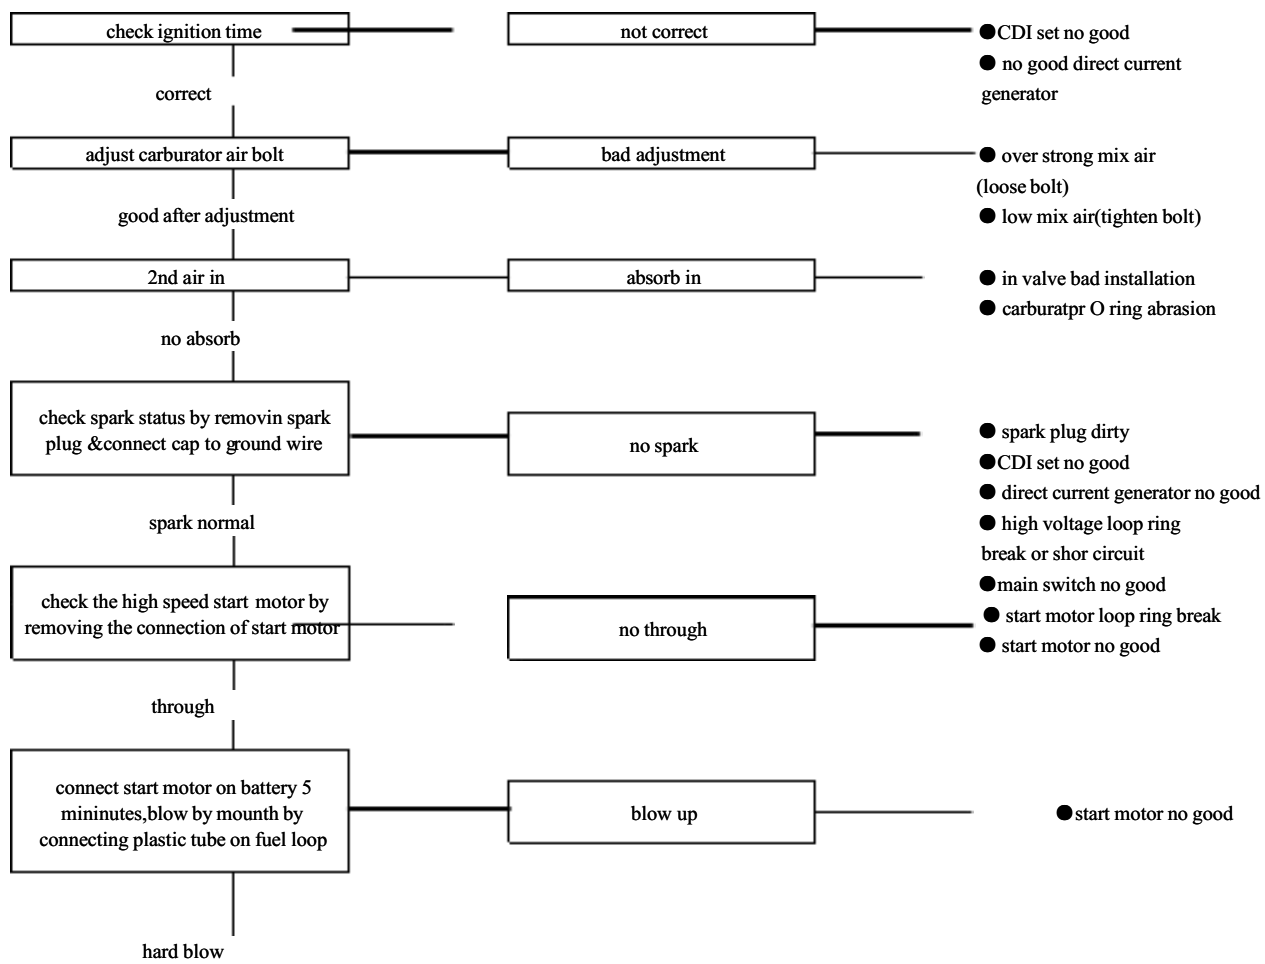 check ignition time
not correct
●CDI set no good
● no good direct current
generator
correct
adjust carburator air bolt
bad adjustment
● over strong mix air
(loose bolt)
● low mix air(tighten bolt)
good after adjustment
2nd air in
absorb in
● in valve bad installation
● carburatpr O ring abrasion
no absorb
check spark status by removin spark
plug &connect cap to ground wire
no spark
● spark plug dirty
●CDI set no good
● direct current generator no good
● high voltage loop ring
break or shor circuit
●main switch no good
spark normal
check the high speed start motor by
removing the connection of start motor
no through
● start motor loop ring break
● start motor no good
through
connect start motor on battery 5
mininutes,blow by mounth by
connecting plastic tube on fuel loop
blow up
●start motor no good
hard blow